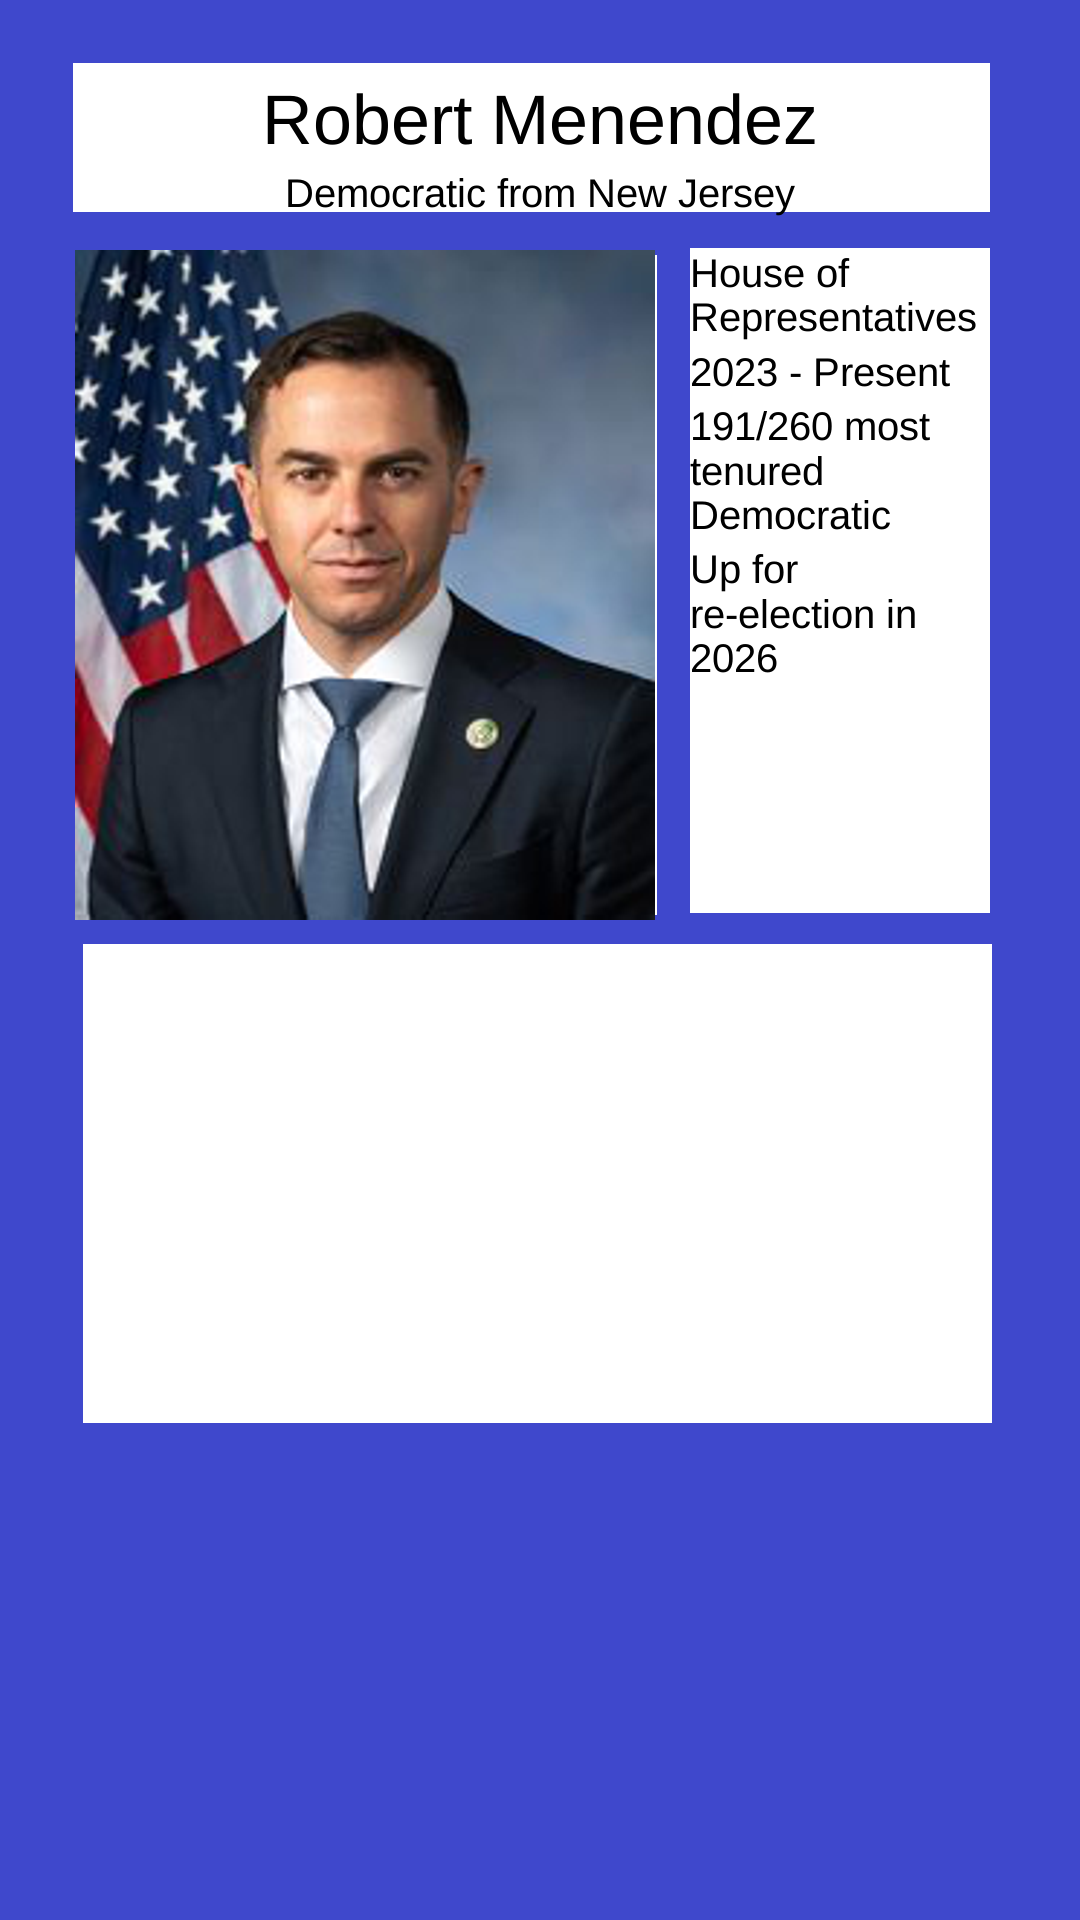 Robert Menendez
Democratic from New Jersey
House of
Representatives
2023 - Present
191/260 most
tenured
Democratic
Up for
re-election in
2026